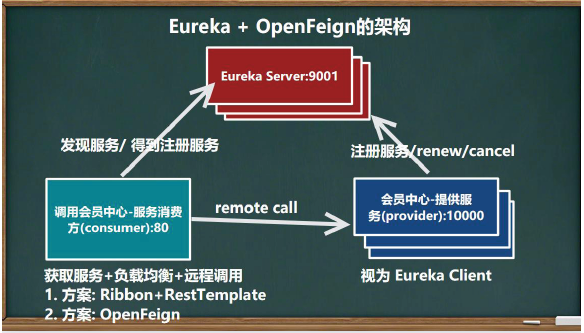 Eureka + OpenFeign的架构
Eureka Server:9001
发现服务/ 得到注册服务
注册服务/renew/cancel
调用会员中心-服务消费
方(consumer):80
remote call
会员中心-提供服
务(provider):10000
获取服务+负载均衡+远程调用
1. 方案: Ribbon+RestTemplate
2. 方案: OpenFeign
视为 Eureka Client